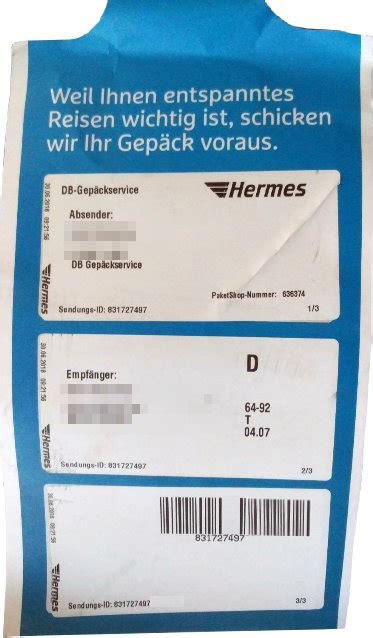 Weil Ihnen entspanntes
Reisen wichtig ist, schicken
wir Ihr Gepäck voraus.
DB-Gepäckservice
Hermes
Absender:
DB Gepäckservice
PaketShop-Nummer: 636374
Sendungs-ID: 831727497
1/3
Hermes
Empfänger:
D
64-92
T
04.07
Sendungs-ID: 831727497
2/3
Hermes
831727497
Sendungs-ID: 831727497
3/3
Hermes